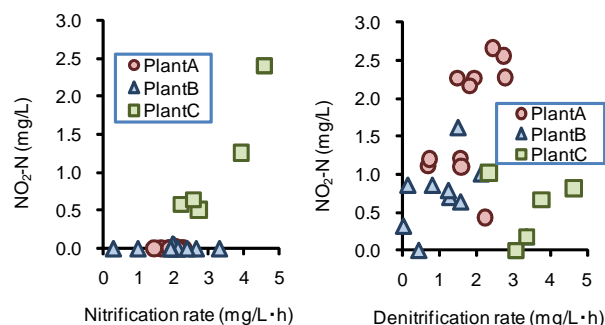 3.0
2.5
2.0
1.5
1.0
0.5
0.0
NO2-N (mg/L)
PlantA
PlantB
PlantC
0 1 2 3 4 5
Nitrification rate (mg/L·h)
3.0
2.5
2.0
1.5
1.0
0.5
0.0
NO2-N (mg/L)
PlantA
PlantB
PlantC
0 1 2 3 4 5
Denitrification rate (mg/L·h)